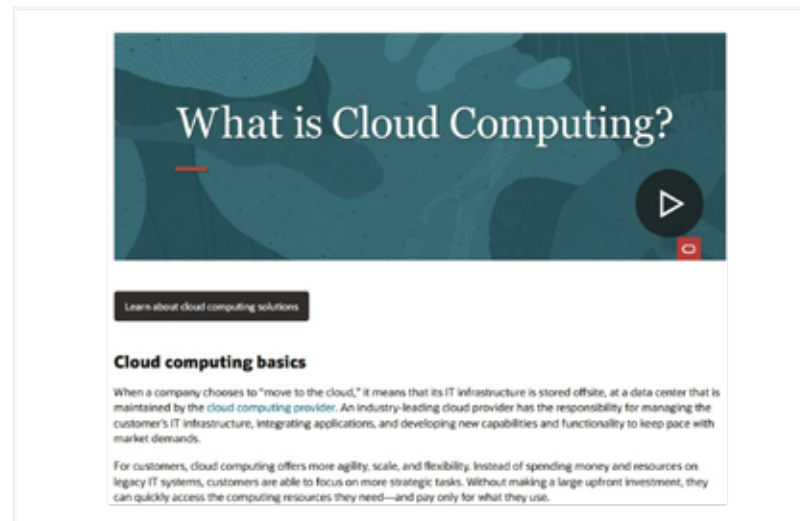 What is Cloud Computing?
Learn about cloud computing solutions
Cloud computing basics
When a company chooses to "move to the cloud," it means that its IT infrastructure is stored offsite, at a data center that is
maintained by the cloud computing provider. An industry-leading cloud provider has the responsibility for managing the
customer's IT infrastructure, integrating applications, and developing new capabilities and functionality to keep pace with
market demands.
For customers, cloud computing offers more agility, scale, and flexibility. Instead of spending money and resources on
legacy IT systems, customers are able to focus on more strategic tasks. Without making a large upfront investment, they
can quickly access the computing resources they need—and pay only for what they use.